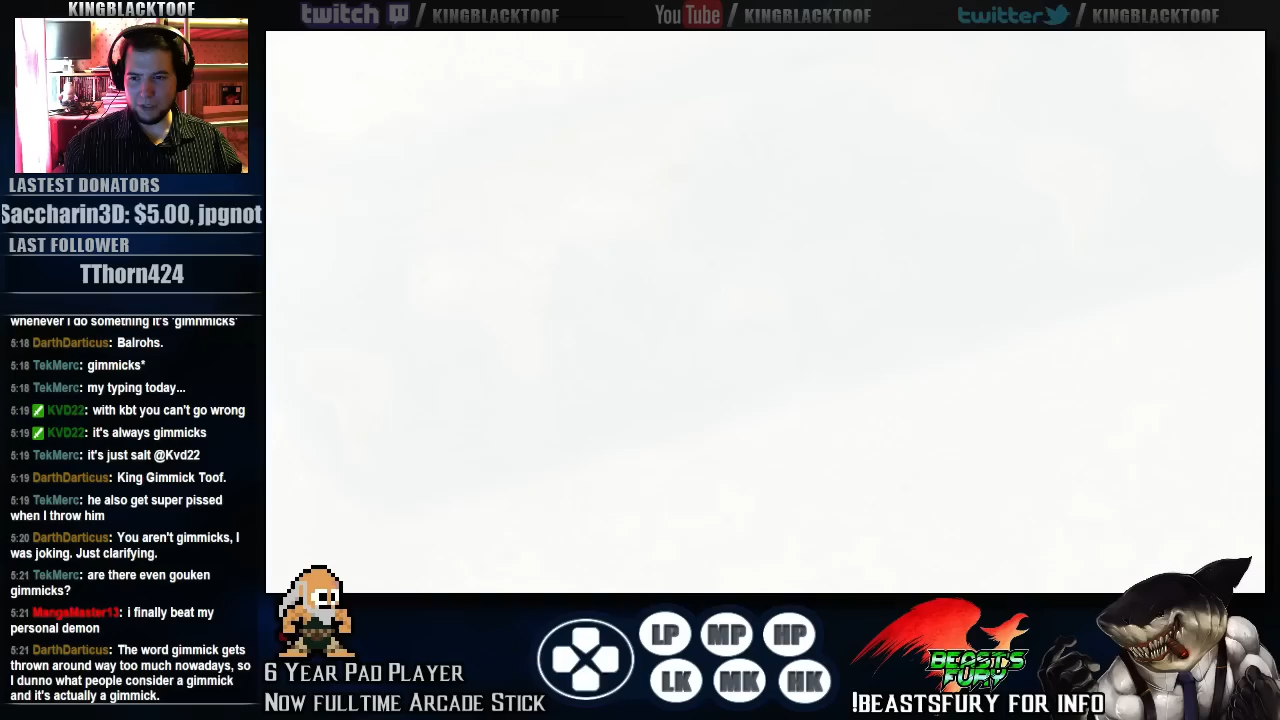 KINGBLACKTOOF
twitch / KINGBLACKTOOF
YouTube / KINGBLACKTOOF
twitter / KINGBLACKTOOF
LASTEST DONATORS
Saccharin3D: $5.00, jpgnot
LAST FOLLOWER
TThorn424
whenever I do something it's 'gimnmicks'
5:18 DarthDarticus: Balrohs.
5:18 TekMerc: gimmicks*
5:18 TekMerc: my typing today...
5:19 KVD22: with kbt you can't go wrong
5:19 KVD22: it's always gimmicks
5:19 TekMerc: it's just salt @Kvd22
5:19 DarthDarticus: King Gimmick Toof.
5:19 TekMerc: he also get super pissed
when I throw him
5:20 DarthDarticus: You aren't gimmicks, I
was joking. Just clarifying.
5:21 TekMerc: are there even gouken
gimmicks?
5:21 MangaMaster13: i finally beat my
personal demon
5:21 DarthDarticus: The word gimmick gets
thrown around way too much nowadays, so
I dunno what people consider a gimmick
and it's actually a gimmick.
6 Year Pad Player
Now fulltime Arcade Stick
LP MP HP
LK MK HK
BEAST'S
FURY
!BEASTSFURY FOR INFO